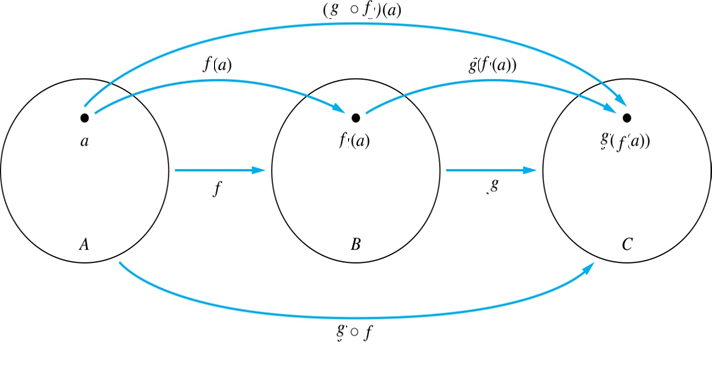 (g ∘ f)(a)
f(a)
g(f(a))
a
f(a)
g(f(a))
f
g
A
B
C
g ∘ f